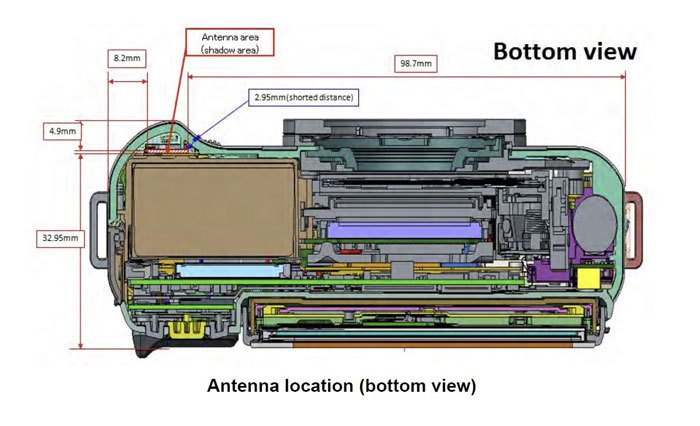 Antenna area
(shadow area)
Bottom view
8.2mm
98.7mm
2.95mm(shorted distance)
4.9mm
32.95mm
Antenna location (bottom view)